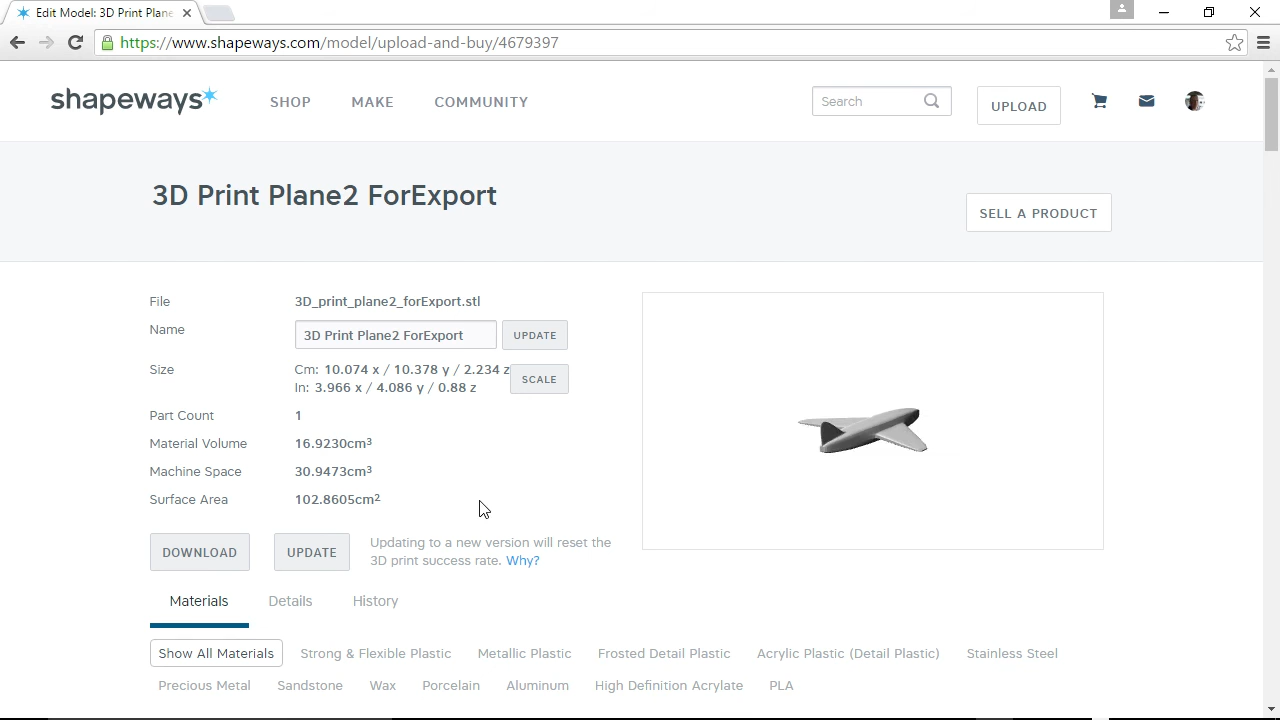 Edit Model: 3D Print Plane
https://www.shapeways.com/model/upload-and-buy/4679397
shapeways
SHOP
MAKE
COMMUNITY
Search
UPLOAD
3D Print Plane2 ForExport
SELL A PRODUCT
File
3D_print_plane2_forExport.stl
Name
3D Print Plane2 ForExport
UPDATE
Size
Cm: 10.074 x / 10.378 y / 2.234 z
In: 3.966 x / 4.086 y / 0.88 z
SCALE
Part Count
1
Material Volume
16.9230cm³
Machine Space
30.9473cm³
Surface Area
102.8605cm²
DOWNLOAD
UPDATE
Updating to a new version will reset the
3D print success rate. Why?
Materials
Details
History
Show All Materials
Strong & Flexible Plastic
Metallic Plastic
Frosted Detail Plastic
Acrylic Plastic (Detail Plastic)
Stainless Steel
Precious Metal
Sandstone
Wax
Porcelain
Aluminum
High Definition Acrylate
PLA